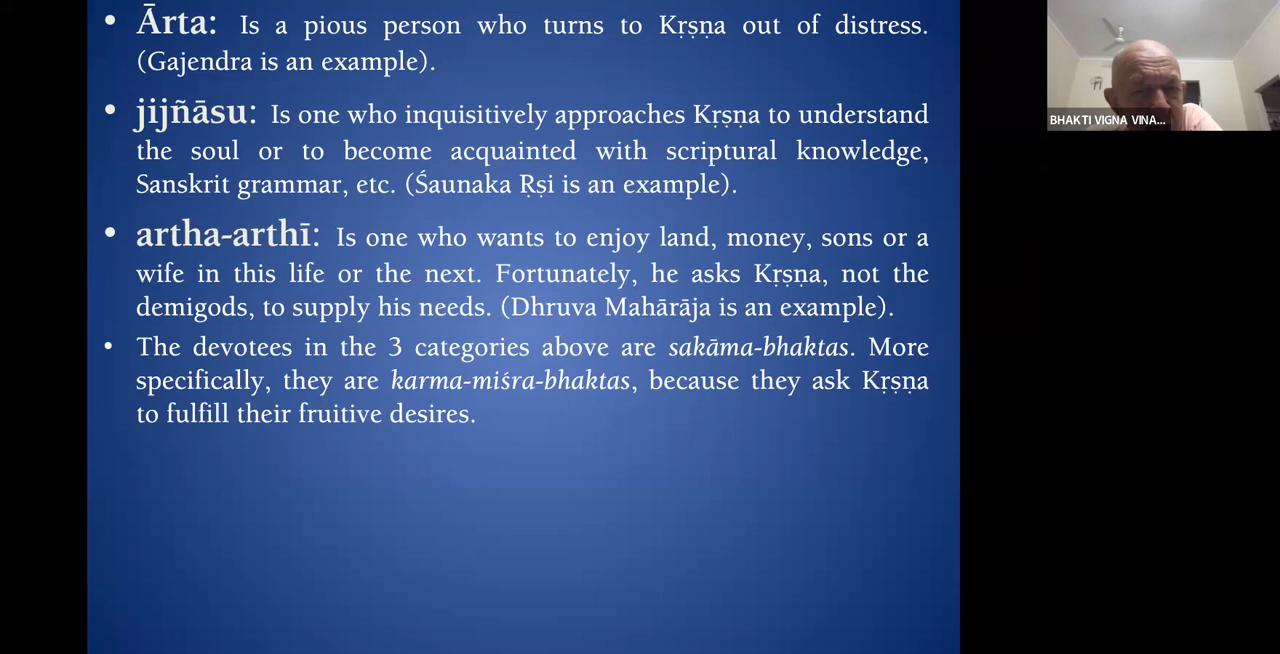 • Ārta: Is a pious person who turns to Kṛṣṇa out of distress.
(Gajendra is an example).
• jijñāsu: Is one who inquisitively approaches Kṛṣṇa to understand
the soul or to become acquainted with scriptural knowledge,
Sanskrit grammar, etc. (Śaunaka Ṛṣi is an example).
• artha-arthī: Is one who wants to enjoy land, money, sons or a
wife in this life or the next. Fortunately, he asks Kṛṣṇa, not the
demigods, to supply his needs. (Dhruva Mahārāja is an example).
• The devotees in the 3 categories above are sakāma-bhaktas. More
specifically, they are karma-miśra-bhaktas, because they ask Kṛṣṇa
to fulfill their fruitive desires.
BHAKTI VIGNA VINA...